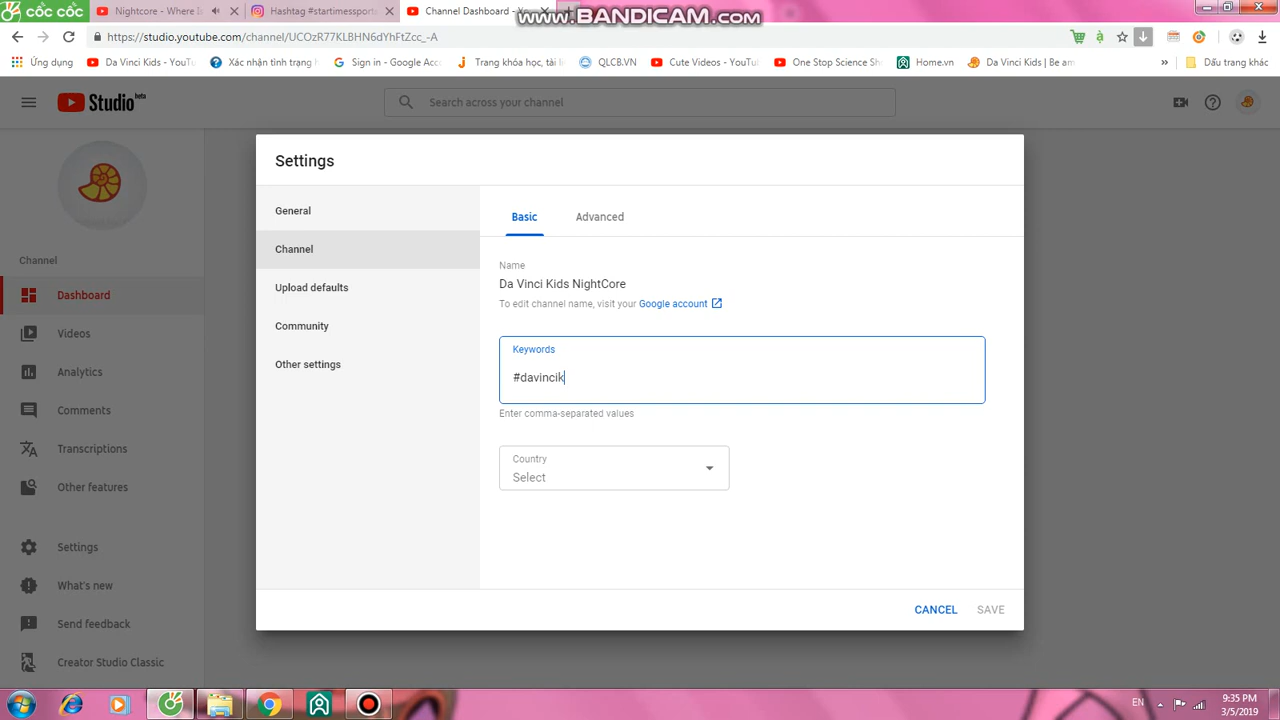 www.BANDICAM.com
cốc cốc
Nightcore - Where I
Hashtag #startimessports
Channel Dashboard - You
https://studio.youtube.com/channel/UCOzR77KLBHN6dYhFtZcc_-A
Ứng dụng
Da Vinci Kids - YouTu
Xác nhận tình trạng h
Sign in - Google Acco
Trang khóa học, tài li
QLCB.VN
Cute Videos - YouTu
One Stop Science Sho
Home.vn
Da Vinci Kids | Be am
»
Dấu trang khác
Studio beta
Search across your channel
Settings
General
Channel
Upload defaults
Community
Other settings
Basic
Advanced
Name
Da Vinci Kids NightCore
To edit channel name, visit your Google account
Keywords
#davincik
Enter comma-separated values
Country
Select
CANCEL
SAVE
Channel
Dashboard
Videos
Analytics
Comments
Transcriptions
Other features
Settings
What's new
Send feedback
Creator Studio Classic
EN
9:35 PM
3/5/2019